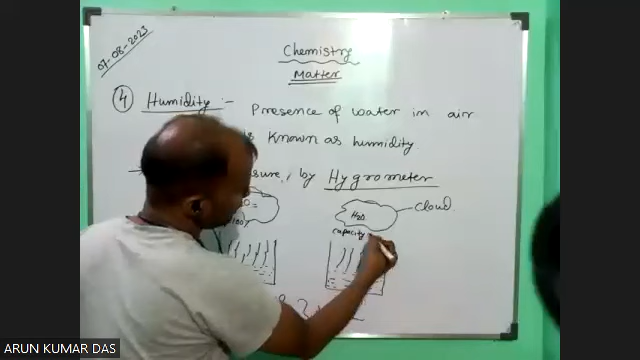 07-08-2023
Chemistry
Matter
④ Humidity :- Presence of water in air
is known as humidity.
sure, by Hygrometer
H₂O
cloud
capacity
ARUN KUMAR DAS